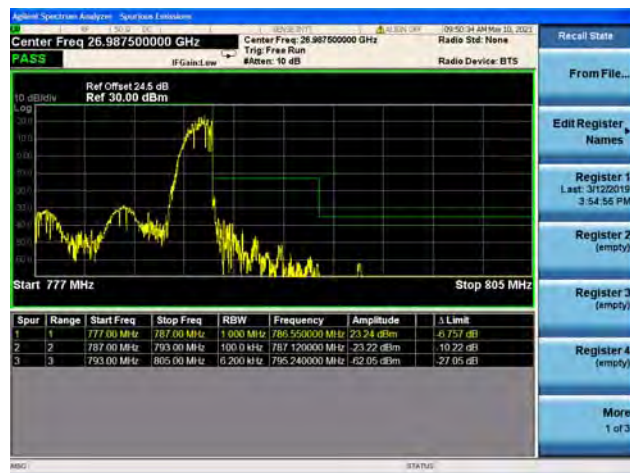 Agilent Spectrum Analyzer Spurious Emissions
09:50:34 AM May 10, 2021
Center Freq 26.987500000 GHz
Center Freq: 26.987500000 GHz
Radio Std: None
Trig: Free Run
PASS
IFGain:Low
#Atten: 10 dB
Radio Device: BTS
Ref Offset 24.5 dB
10 dB/div
Ref 30.00 dBm
Log
Start 777 MHz
Stop 805 MHz
Spur Range Start Freq Stop Freq RBW Frequency Amplitude Δ Limit
1 1 777.00 MHz 787.00 MHz 1.000 MHz 786.550000 MHz 23.24 dBm -6.757 dB
2 2 787.00 MHz 793.00 MHz 100.0 kHz 787.120000 MHz -23.22 dBm -10.22 dB
3 3 793.00 MHz 805.00 MHz 6.200 kHz 795.240000 MHz -62.05 dBm -27.05 dB
MSG
STATUS
Recall State
From File...
Edit Register
Names
Register 1
Last: 3/12/2019
3:54:55 PM
Register 2
(empty)
Register 3
(empty)
Register 4
(empty)
More
1 of 3